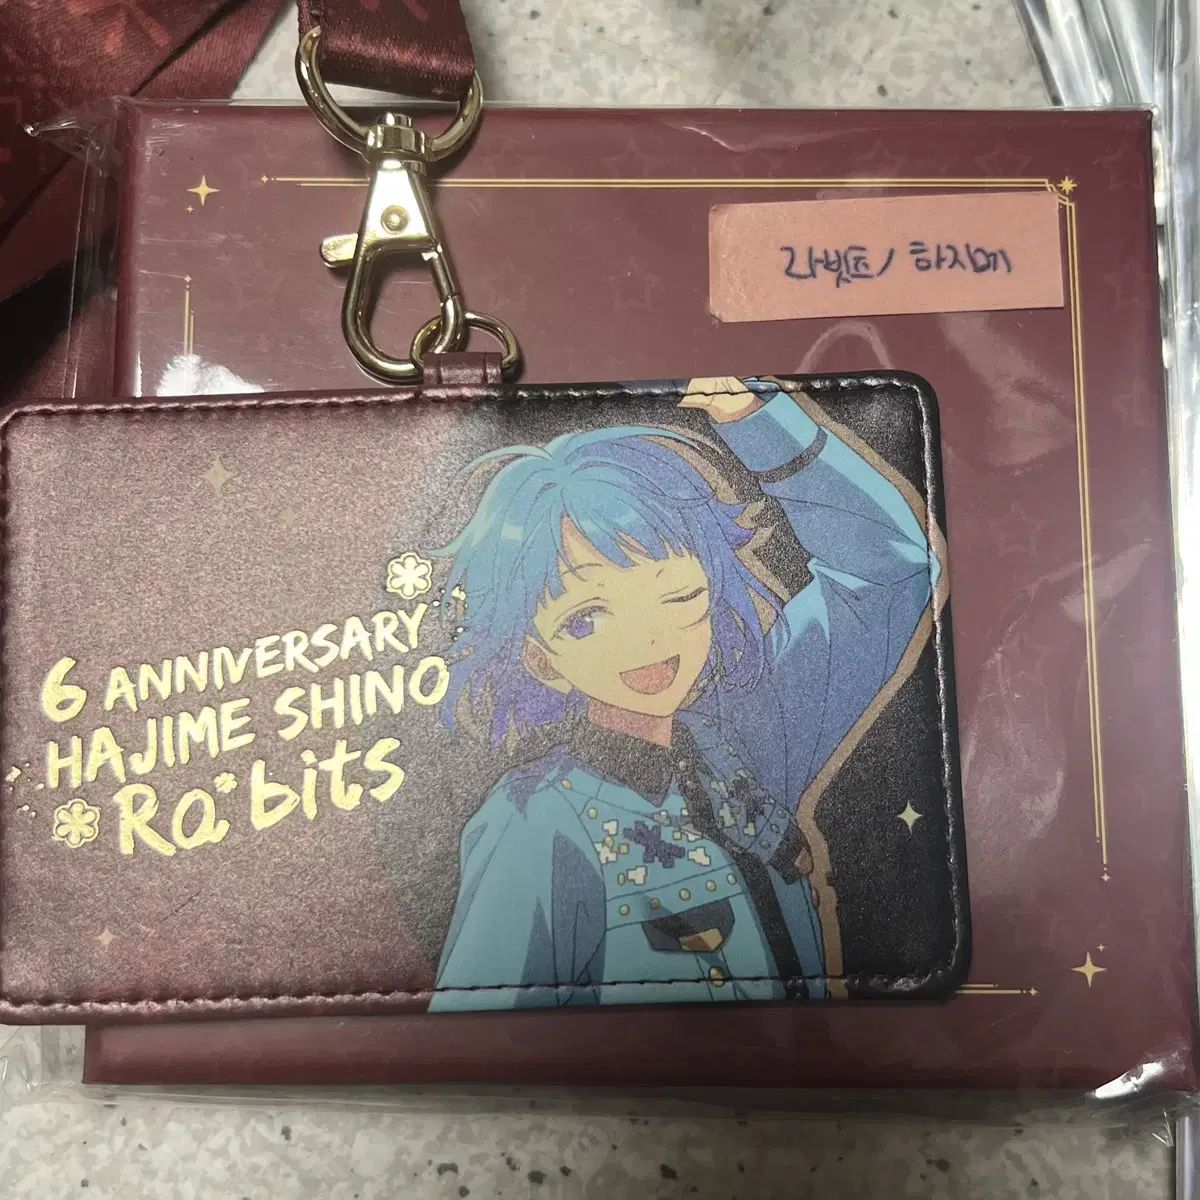 라빗츠 / 하지메
6 ANNIVERSARY
HAJIME SHINO
Ra*bits